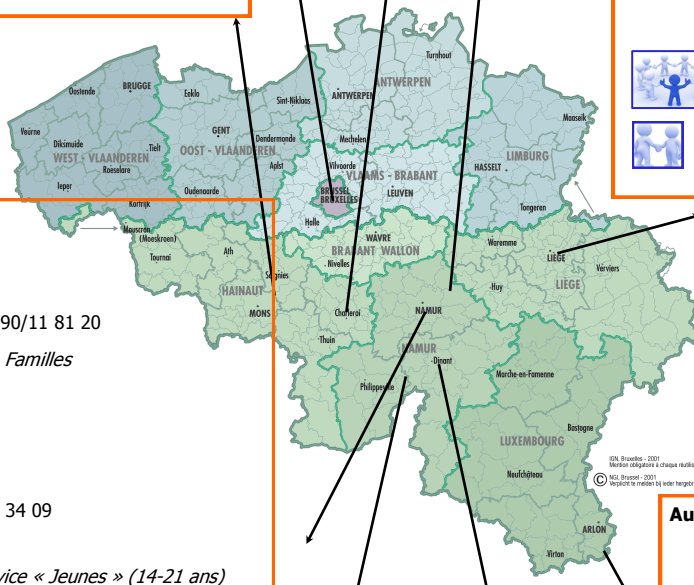 Turnhout
Oostende
BRUGGE
Eeklo
Sint-Niklaas
ANTWERPEN
ANTWERPEN
Maaseik
Veurne
Diksmuide
Tielt
GENT
Dendermonde
Mechelen
WEST - VLAANDEREN
OOST - VLAANDEREN
Roeselare
Aalst
Vilvoorde
VLAAMS - BRABANT
HASSELT
LIMBURG
Ieper
Oudenaarde
BRUSSEL
BRUXELLES
LEUVEN
Kortrijk
Halle
Tongeren
Mouscron
(Moeskroen)
WAVRE
Waremme
Tournai
Ath
BRABANT WALLON
LIÈGE
Verviers
Soignies
Nivelles
HAINAUT
Huy
LIÈGE
MONS
Charleroi
NAMUR
90/11 81 20
Thuin
NAMUR
Familles
Dinant
Philippeville
Marche-en-Famenne
Bastogne
LUXEMBOURG
IGN, Bruxelles - 2001
Neufchâteau
© NGI, Brussel - 2001
34 09
Au
ARLON
Virton
vice « Jeunes » (14-21 ans)